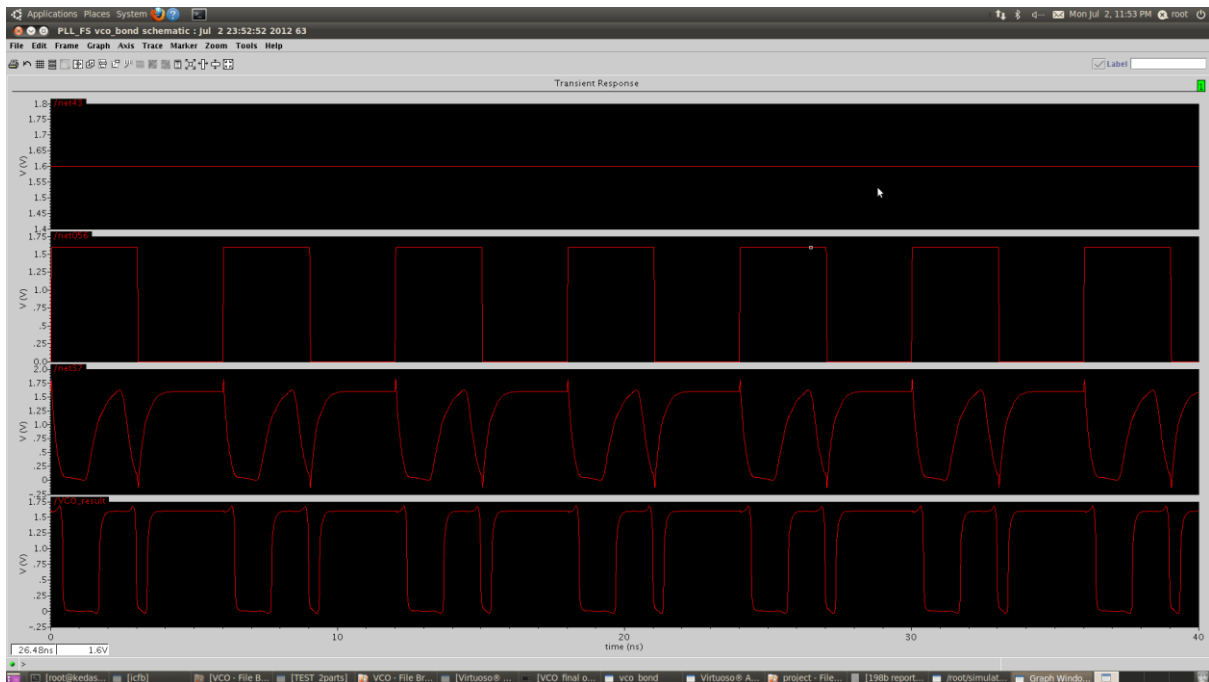 Applications Places System
Mon Jul 2, 11:53 PM root
PLL_FS vco_bond schematic : Jul 2 23:52:52 2012 63
File Edit Frame Graph Axis Trace Marker Zoom Tools Help
Label
Transient Response
1
/net40
1.8
1.75
1.7
1.65
1.6
1.55
1.5
1.45
1.4
V (V)
/net056
1.75
1.5
1.25
1.0
.75
.5
.25
0.0
V (V)
/net37
2.0
1.75
1.5
1.25
1.0
.75
.5
.25
0
-.25
V (V)
/VCO_result
1.75
1.5
1.25
1.0
.75
.5
.25
0
-.25
V (V)
0 10 20 30 40
time (ns)
26.48ns 1.6V
>
[root@kedas... [icfb] [VCO - File B... [TEST_2parts] VCO - File Br... [Virtuoso® ... [VCO_final_o... vco_bond Virtuoso® A... project - File... [198b report... /root/simulat... Graph Windo...